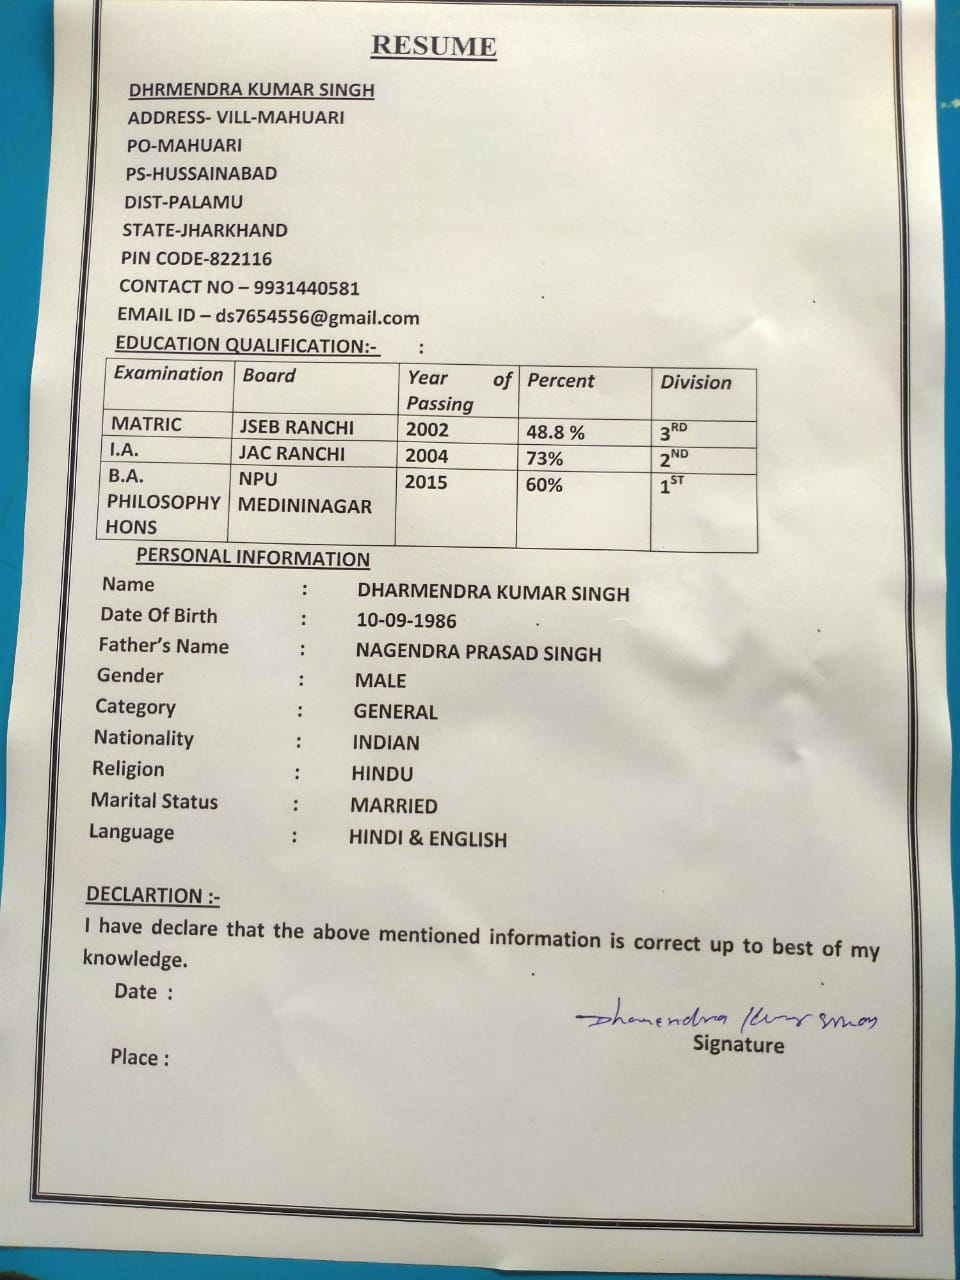 RESUME
DHRMENDRA KUMAR SINGH
ADDRESS- VILL-MAHUARI
PO-MAHUARI
PS-HUSSAINABAD
DIST-PALAMU
STATE-JHARKHAND
PIN CODE-822116
CONTACT NO – 9931440581
EMAIL ID – ds7654556@gmail.com
EDUCATION QUALIFICATION:- :
Examination Board Year of Passing Percent Division
MATRIC JSEB RANCHI 2002 48.8 % 3RD
I.A. JAC RANCHI 2004 73% 2ND
B.A. PHILOSOPHY HONS NPU MEDININAGAR 2015 60% 1ST
PERSONAL INFORMATION
Name : DHARMENDRA KUMAR SINGH
Date Of Birth : 10-09-1986
Father's Name : NAGENDRA PRASAD SINGH
Gender : MALE
Category : GENERAL
Nationality : INDIAN
Religion : HINDU
Marital Status : MARRIED
Language : HINDI & ENGLISH
DECLARTION :-
I have declare that the above mentioned information is correct up to best of my
knowledge.
Date :
Dhamendra
Signature
Place :